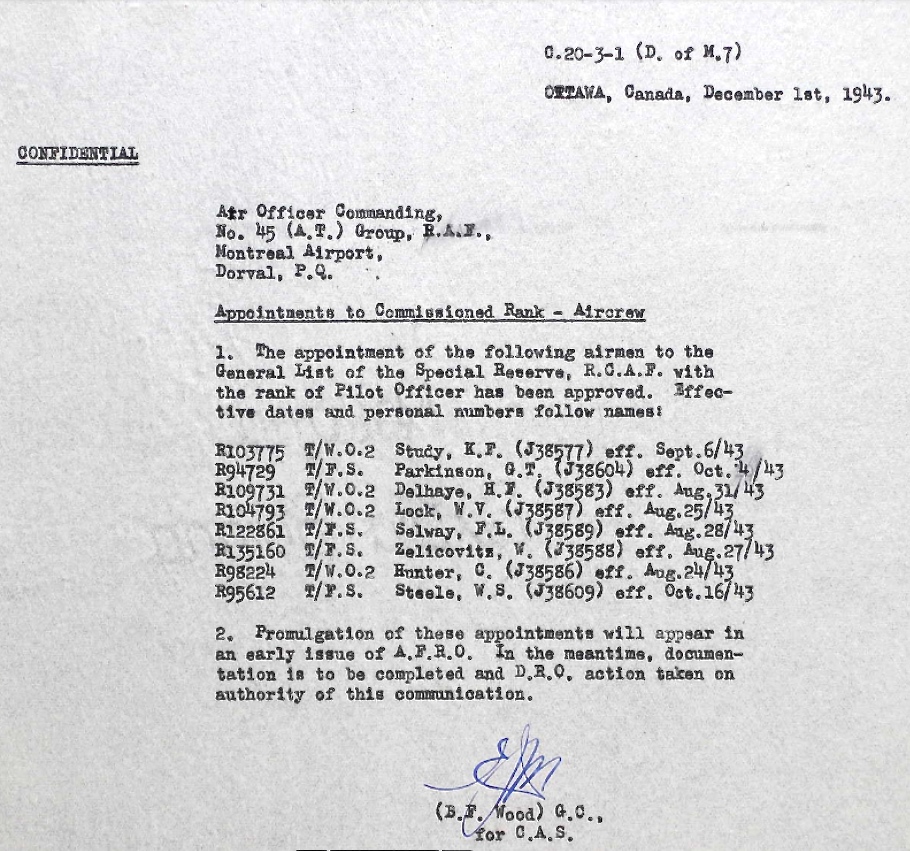 C.20-3-1 (D. of M.7)
OTTAWA, Canada, December 1st, 1943.
CONFIDENTIAL
Air Officer Commanding,
No. 45 (A.T.) Group, R.A.F.,
Montreal Airport,
Dorval, P.Q.
Appointments to Commissioned Rank - Aircrew
1. The appointment of the following airmen to the
General List of the Special Reserve, R.C.A.F. with
the rank of Pilot Officer has been approved. Effec-
tive dates and personal numbers follow names:
R103775 T/W.O.2 Study, K.F. (J38577) eff. Sept.6/43
R94729 T/F.S. Parkinson, G.T. (J38604) eff. Oct.4/43
R109731 T/W.O.2 Delhaye, H.F. (J38583) eff. Aug.31/43
R104793 T/W.O.2 Lock, W.V. (J38587) eff. Aug.25/43
R122861 T/F.S. Selway, F.L. (J38589) eff. Aug.28/43
R135160 T/F.S. Zelicovitz, W. (J38588) eff. Aug.27/43
R98224 T/W.O.2 Hunter, C. (J38586) eff. Aug.24/43
R95612 T/F.S. Steele, W.S. (J38609) eff. Oct.16/43
2. Promulgation of these appointments will appear in
an early issue of A.F.R.O. In the meantime, documen-
tation is to be completed and D.R.O. action taken on
authority of this communication.
(B.F. Wood) G.C.,
for C.A.S.